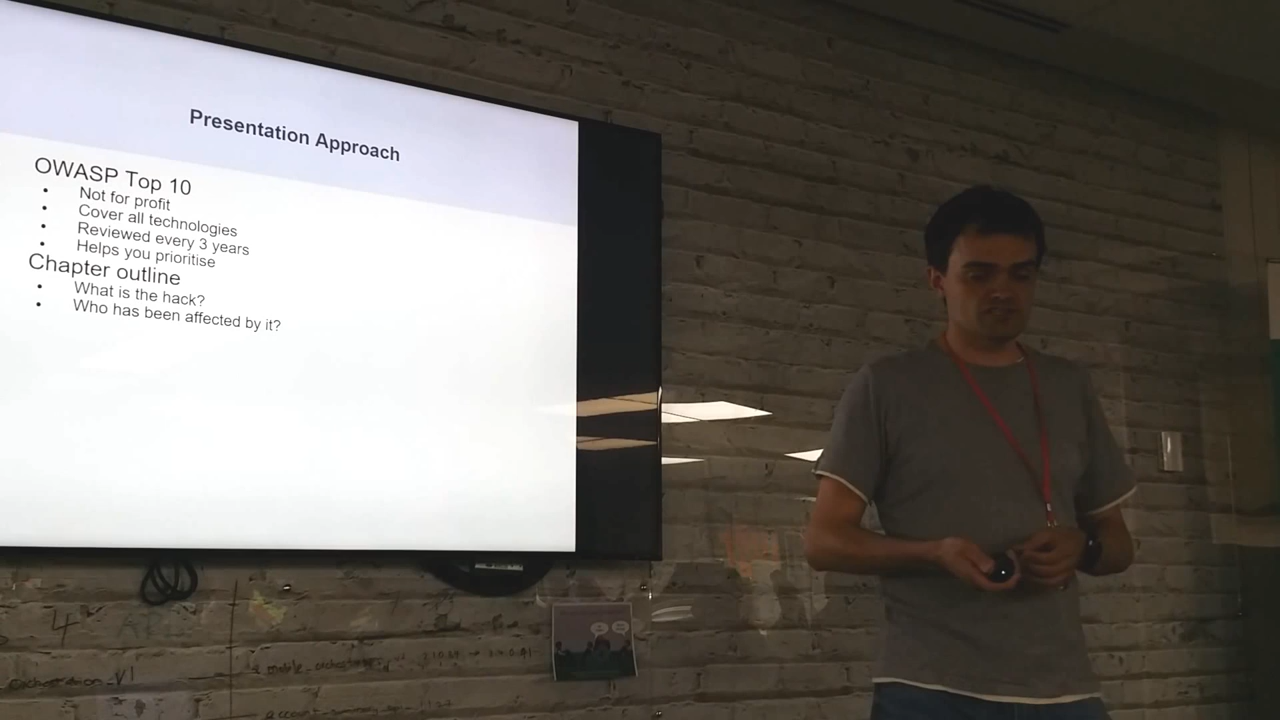 Presentation Approach
OWASP Top 10
• Not for profit
• Cover all technologies
• Reviewed every 3 years
• Helps you prioritise
Chapter outline
• What is the hack?
• Who has been affected by it?
4